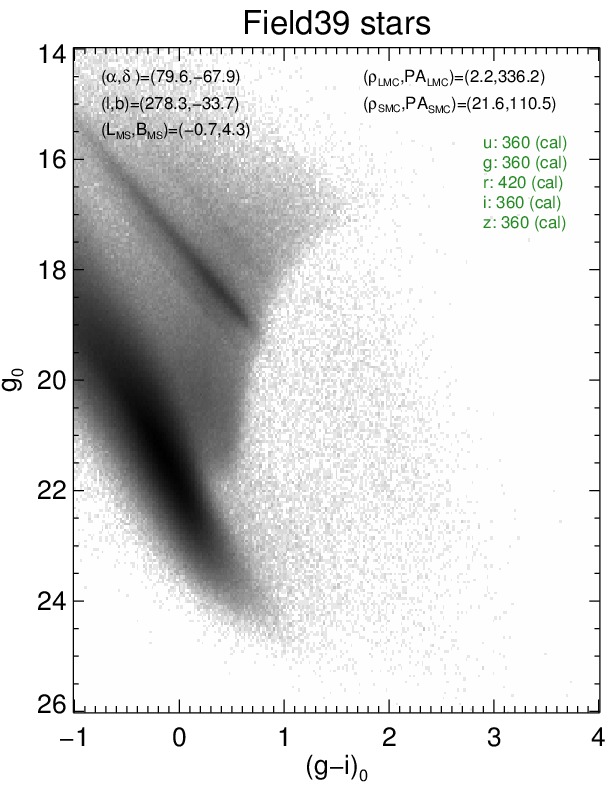 Field39 stars
(α,δ )=(79.6,−67.9)
(l,b)=(278.3,−33.7)
(L_MS,B_MS)=(−0.7,4.3)
(ρ_LMC,PA_LMC)=(2.2,336.2)
(ρ_SMC,PA_SMC)=(21.6,110.5)
u: 360 (cal)
g: 360 (cal)
r: 420 (cal)
i: 360 (cal)
z: 360 (cal)
g₀
14
16
18
20
22
24
26
−1 0 1 2 3 4
(g−i)₀